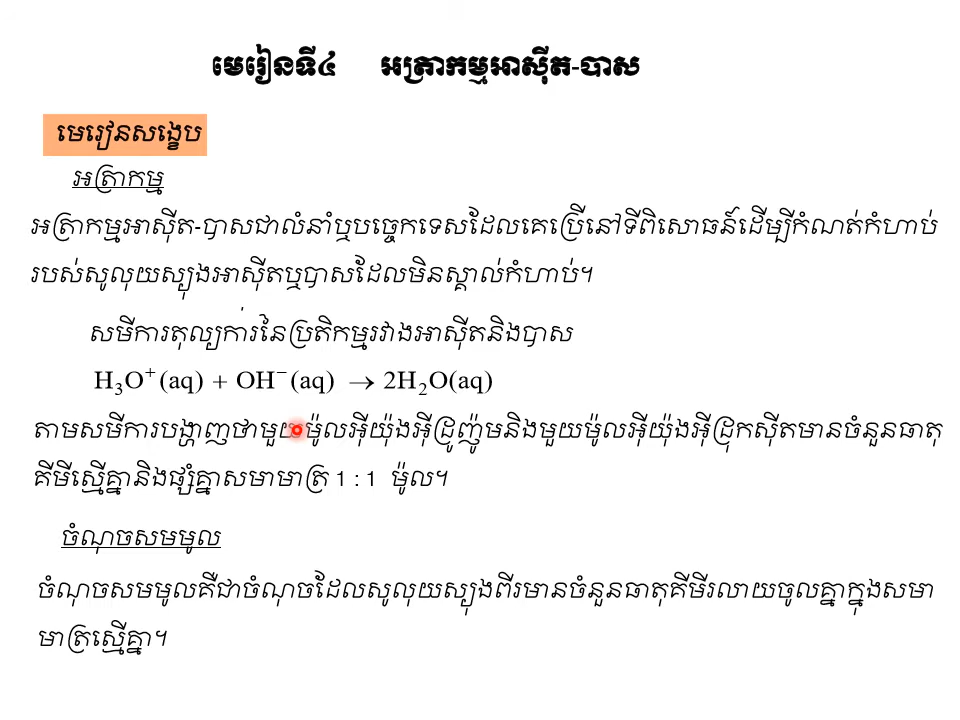 មេរៀនទី៤ អត្រាកម្មអាស៊ីត-បាស
មេរៀនសង្ខេប
អត្រាកម្ម
អត្រាកម្មអាស៊ីត-បាសជាលំនាំឬបច្ចេកទេសដែលគេប្រើនៅទីពិសោធន៍ដើម្បីកំណត់កំហាប់
របស់សូលុយស្យុងអាស៊ីតឬបាសដែលមិនស្គាល់កំហាប់។
សមីការតុល្យការនៃប្រតិកម្មរវាងអាស៊ីតនិងបាស
H₃O⁺(aq) + OH⁻(aq) → 2H₂O(aq)
តាមសមីការបង្ហាញថាមួយម៉ូលអ៊ីយ៉ុងអ៊ីដ្រូញ៉ូមនិងមួយម៉ូលអ៊ីយ៉ុងអ៊ីដ្រុកស៊ីតមានចំនួនធាតុ
គីមីស្មើគ្នានិងផ្សំគ្នាសមាមាត្រ 1 : 1 ម៉ូល។
ចំណុចសមមូល
ចំណុចសមមូលគឺជាចំណុចដែលសូលុយស្យុងពីរមានចំនួនធាតុគីមីរលាយចូលគ្នាក្នុងសមា
មាត្រស្មើគ្នា។